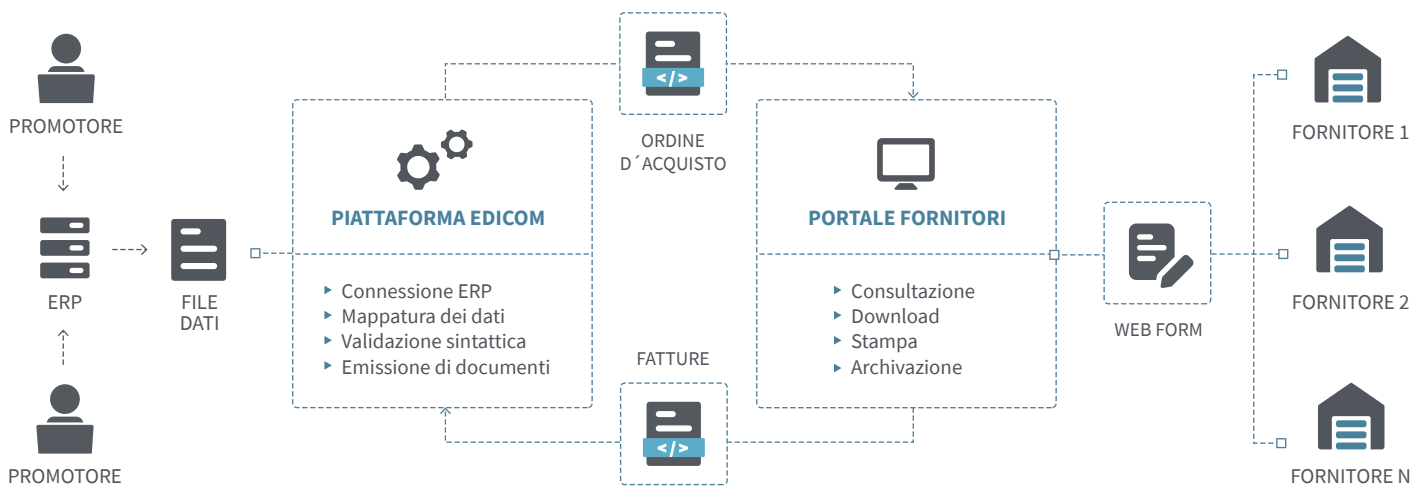 PROMOTORE
ERP
PROMOTORE
FILE
DATI
PIATTAFORMA EDICOM
Connessione ERP
Mappatura dei dati
Validazione sintattica
Emissione di documenti
</>
ORDINE
D´ACQUISTO
FATTURE
</>
PORTALE FORNITORI
Consultazione
Download
Stampa
Archivazione
WEB FORM
FORNITORE 1
FORNITORE 2
FORNITORE N